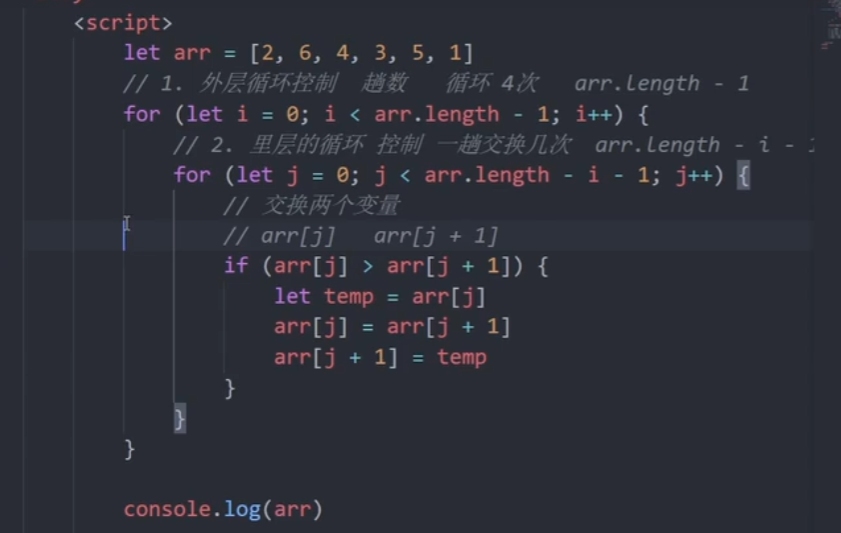 <script>
let arr = [2, 6, 4, 3, 5, 1]
// 1. 外层循环控制 趟数 循环 4次 arr.length - 1
for (let i = 0; i < arr.length - 1; i++) {
// 2. 里层的循环 控制 一趟交换几次 arr.length - i - 1
for (let j = 0; j < arr.length - i - 1; j++) {
// 交换两个变量
// arr[j] arr[j + 1]
if (arr[j] > arr[j + 1]) {
let temp = arr[j]
arr[j] = arr[j + 1]
arr[j + 1] = temp
}
}
}
console.log(arr)